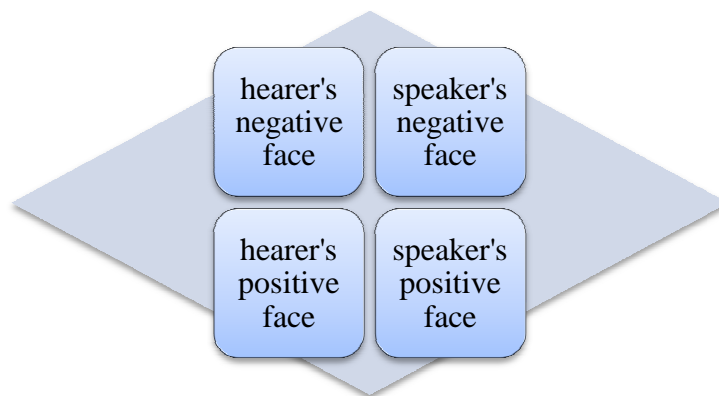 hearer's
negative
face
speaker's
negative
face
hearer's
positive
face
speaker's
positive
face